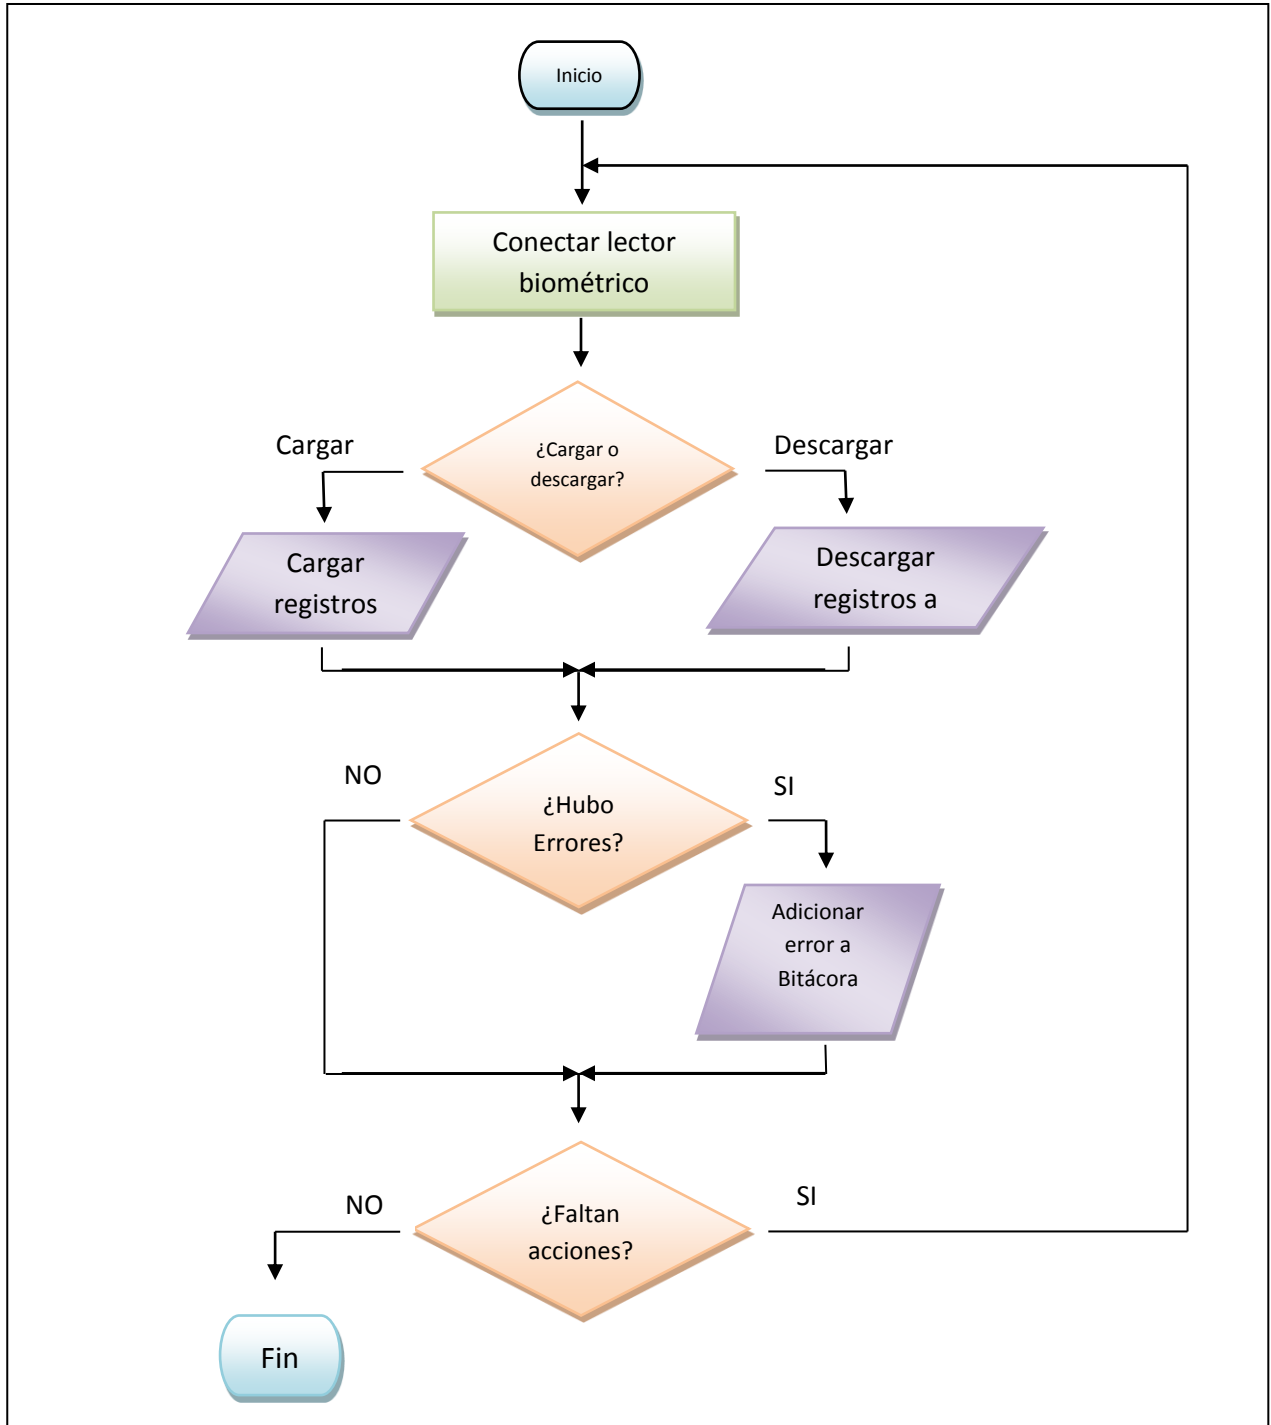 Inicio
Conectar lector
biométrico
¿Cargar o
descargar?
Cargar
Descargar
Cargar
registros
Descargar
registros a
¿Hubo
Errores?
NO
SI
Adicionar
error a
Bitácora
¿Faltan
acciones?
NO
SI
Fin